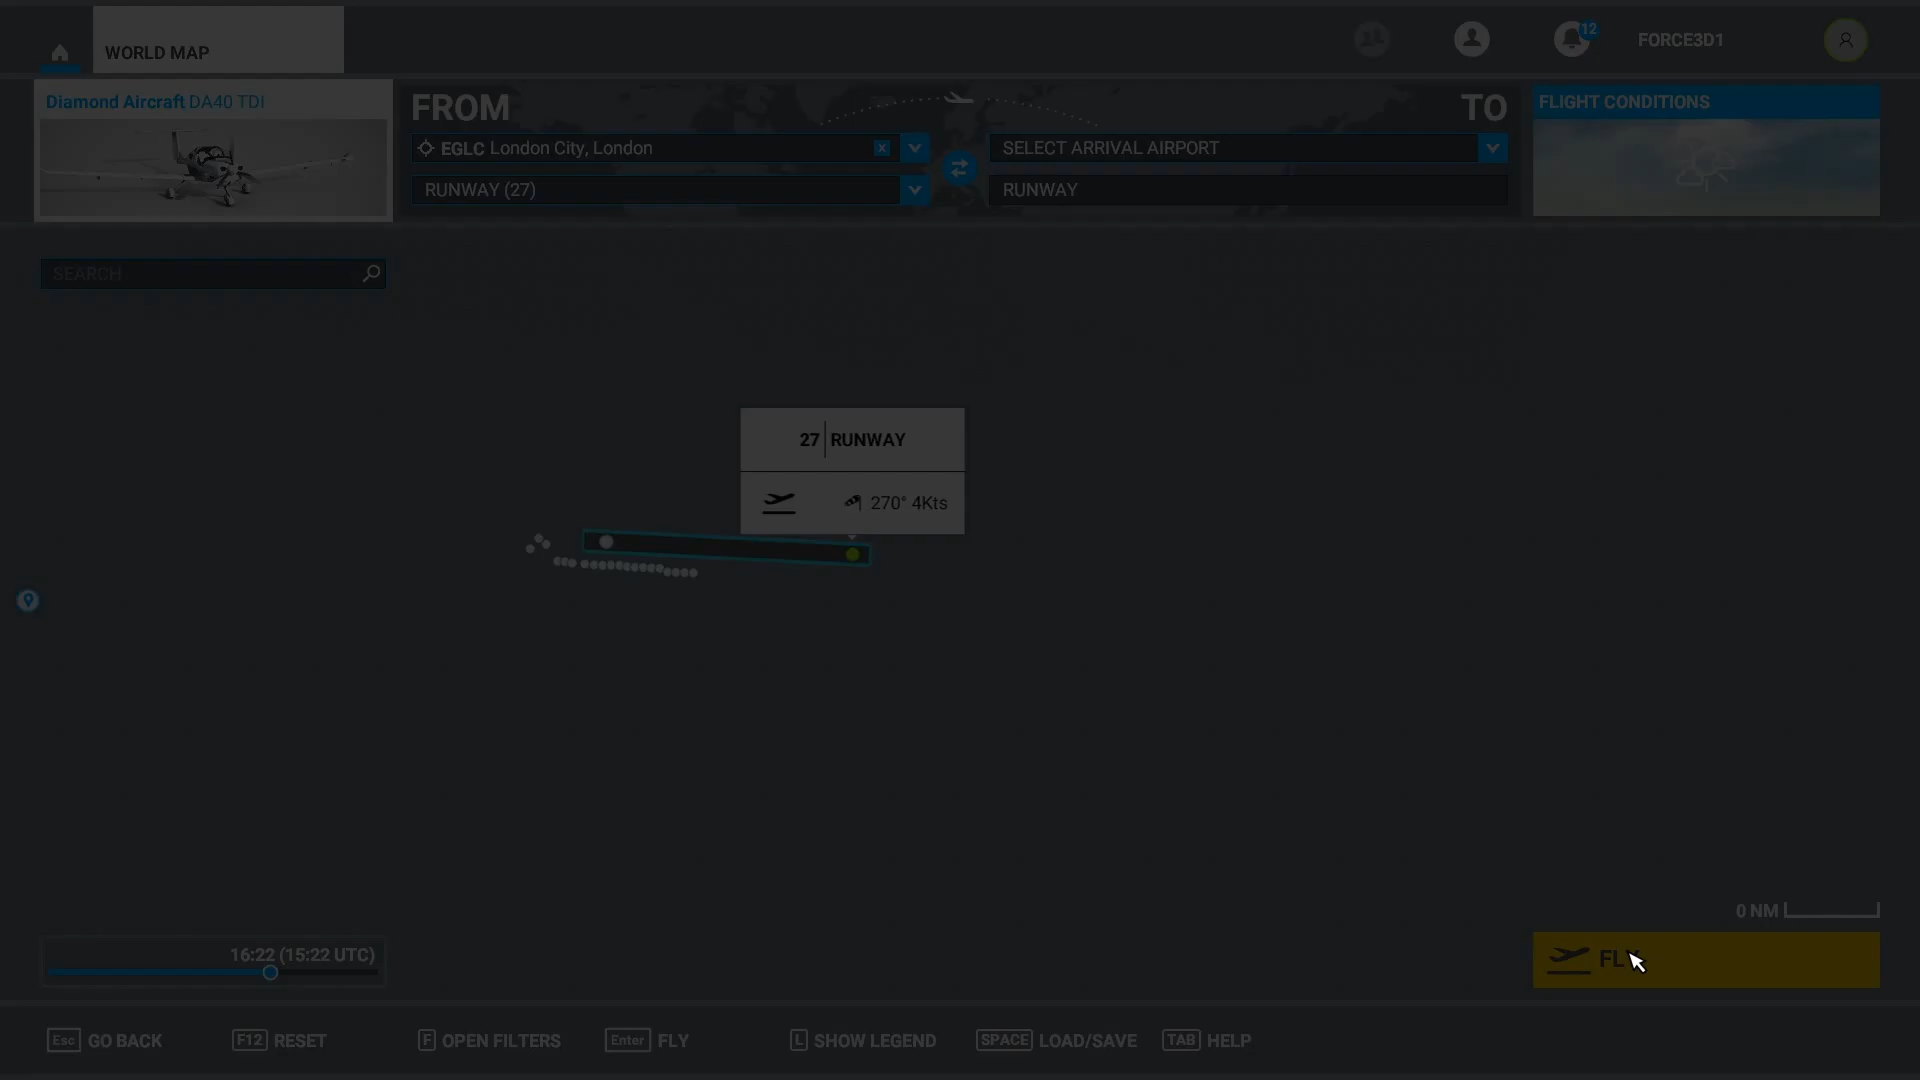 WORLD MAP
12
FORCE3D1
Diamond Aircraft DA40 TDI
FROM
TO
FLIGHT CONDITIONS
EGLC London City, London
x
SELECT ARRIVAL AIRPORT
RUNWAY (27)
RUNWAY
SEARCH
27 RUNWAY
270° 4Kts
0 NM
16:22 (15:22 UTC)
Esc GO BACK
F12 RESET
F OPEN FILTERS
Enter FLY
L SHOW LEGEND
SPACE LOAD/SAVE
TAB HELP